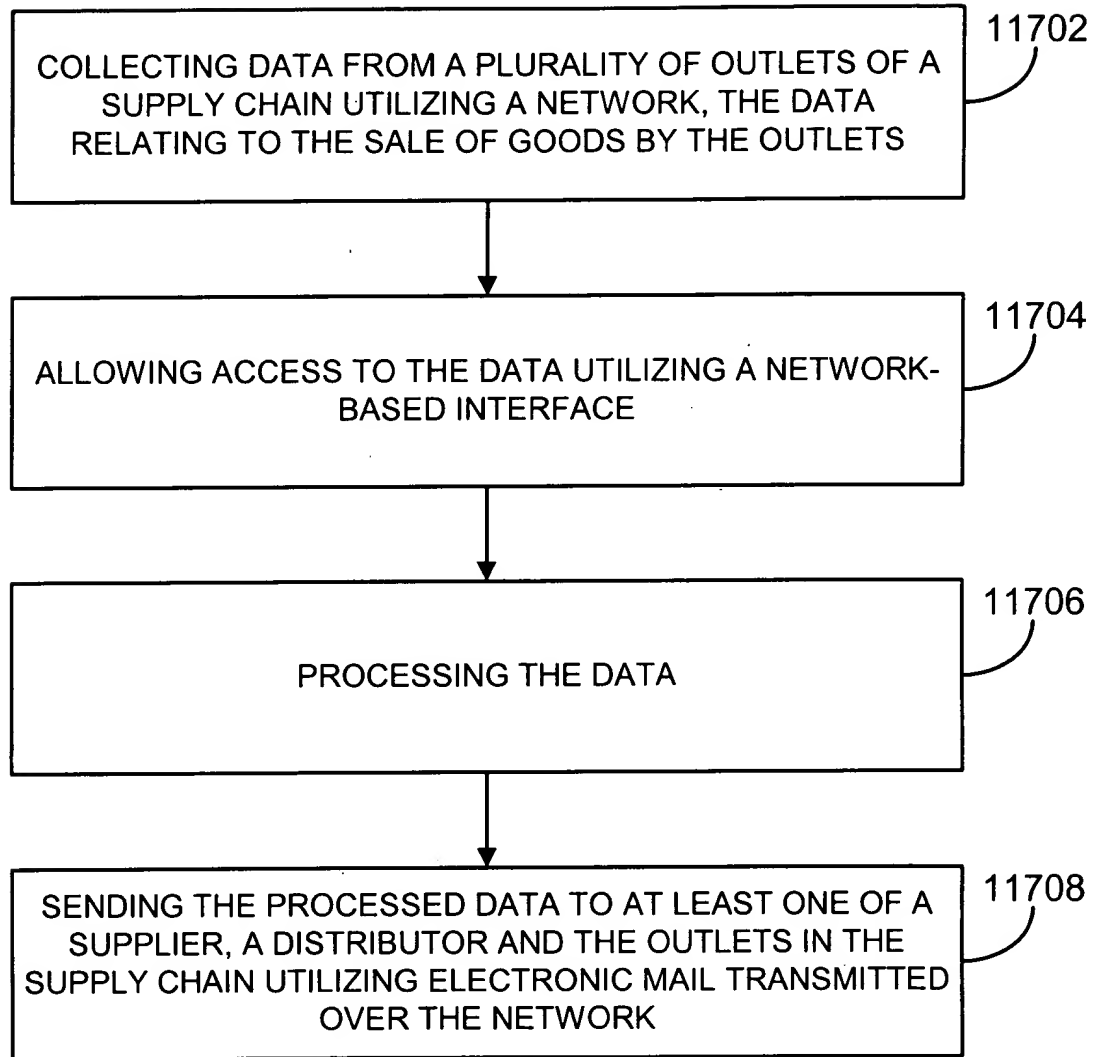 11702
COLLECTING DATA FROM A PLURALITY OF OUTLETS OF A
SUPPLY CHAIN UTILIZING A NETWORK, THE DATA
RELATING TO THE SALE OF GOODS BY THE OUTLETS
11704
ALLOWING ACCESS TO THE DATA UTILIZING A NETWORK-
BASED INTERFACE
11706
PROCESSING THE DATA
11708
SENDING THE PROCESSED DATA TO AT LEAST ONE OF A
SUPPLIER, A DISTRIBUTOR AND THE OUTLETS IN THE
SUPPLY CHAIN UTILIZING ELECTRONIC MAIL TRANSMITTED
OVER THE NETWORK